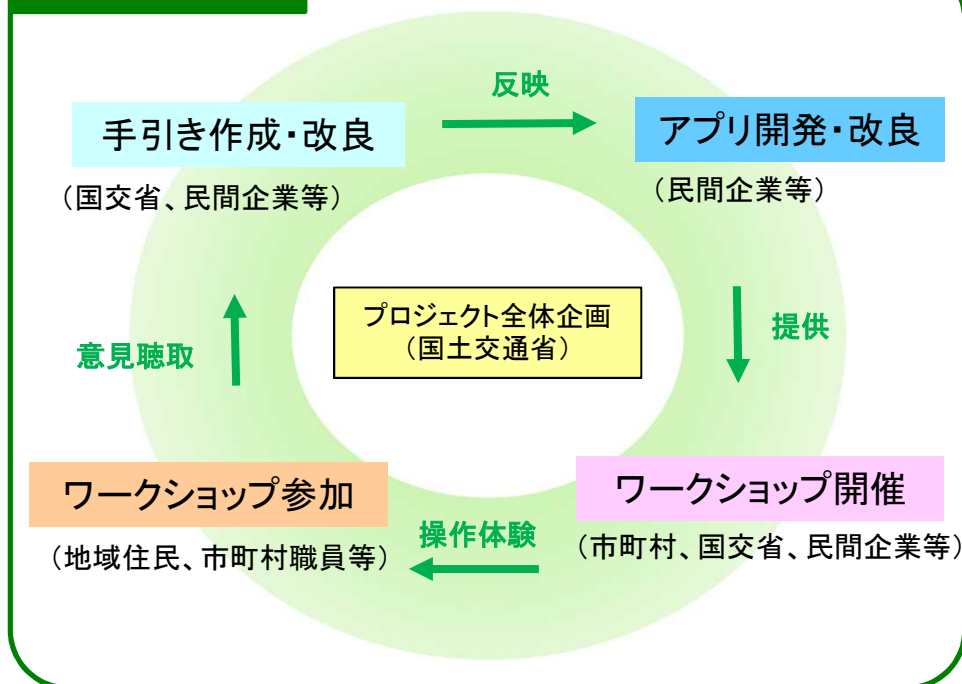 反映
手引き作成・改良
（国交省、民間企業等）
アプリ開発・改良
（民間企業等）
プロジェクト全体企画
（国土交通省）
提供
意見聴取
ワークショップ参加
（地域住民、市町村職員等）
操作体験
ワークショップ開催
（市町村、国交省、民間企業等）